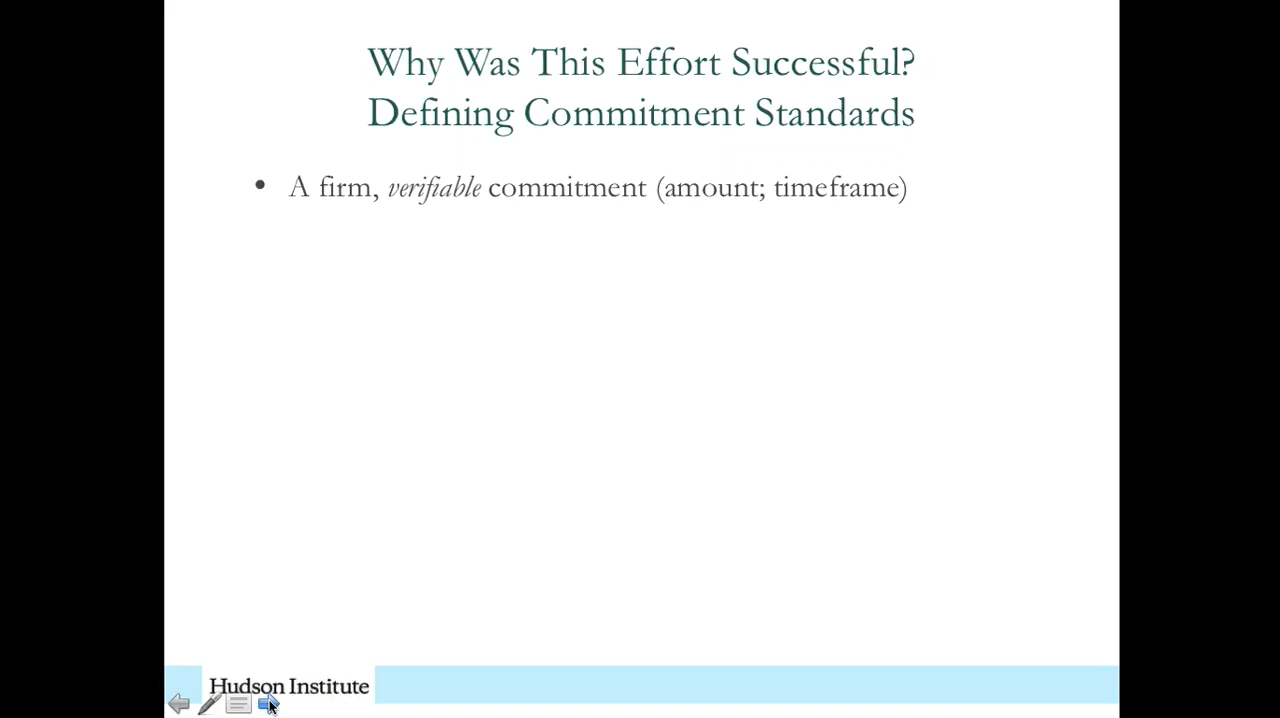 Why Was This Effort Successful?
Defining Commitment Standards
• A firm, verifiable commitment (amount; timeframe)
Hudson Institute